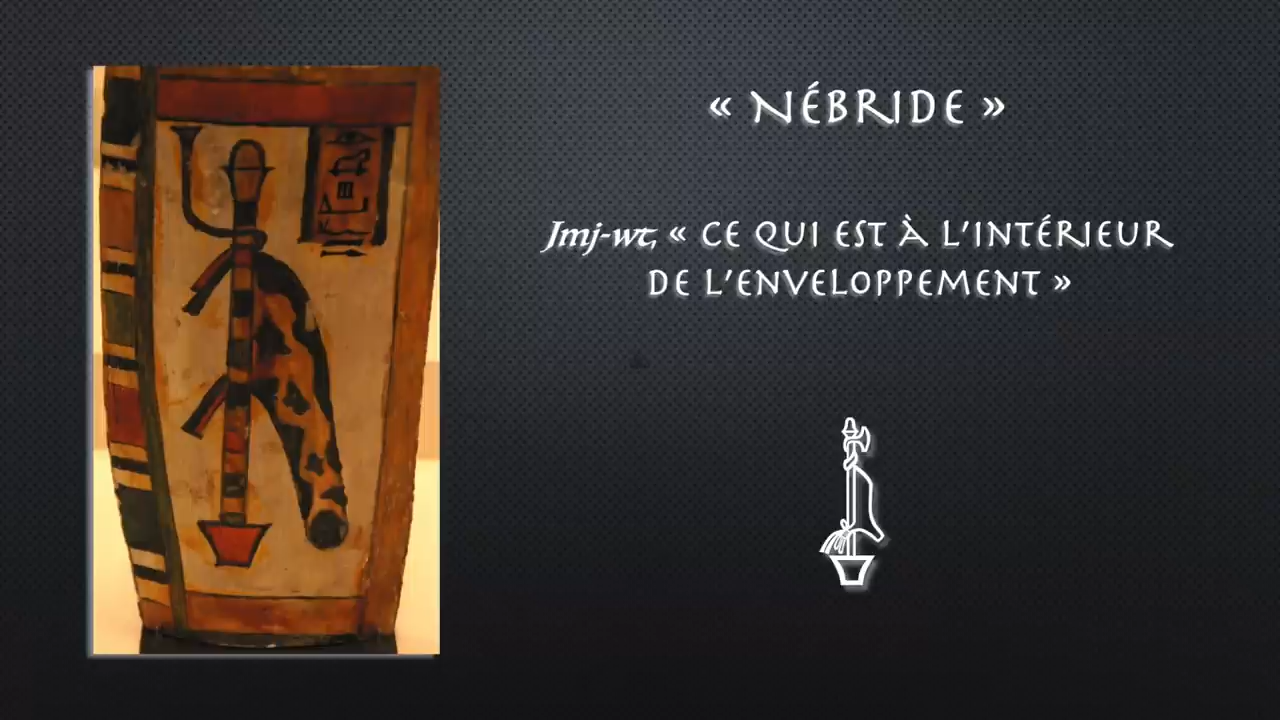 « NÉBRIDE »
Jmj-wt, « CE QUI EST À L’INTÉRIEUR
DE L’ENVELOPPEMENT »